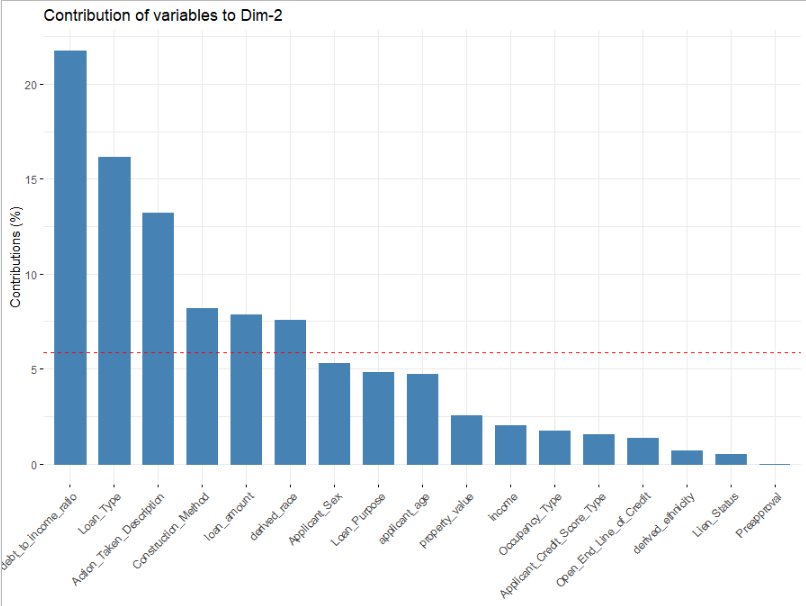 Contribution of variables to Dim-2
Contributions (%)
20
15
10
5
0
debt_to_income_ratio
Loan_Type
Action_Taken_Description
Construction_Method
loan_amount
derived_race
Applicant_Sex
Loan_Purpose
applicant_age
property_value
Income
Occupancy_Type
Applicant_Credit_Score_Type
Open_End_Line_of_Credit
derived_ethnicity
Lien_Status
Preapproval